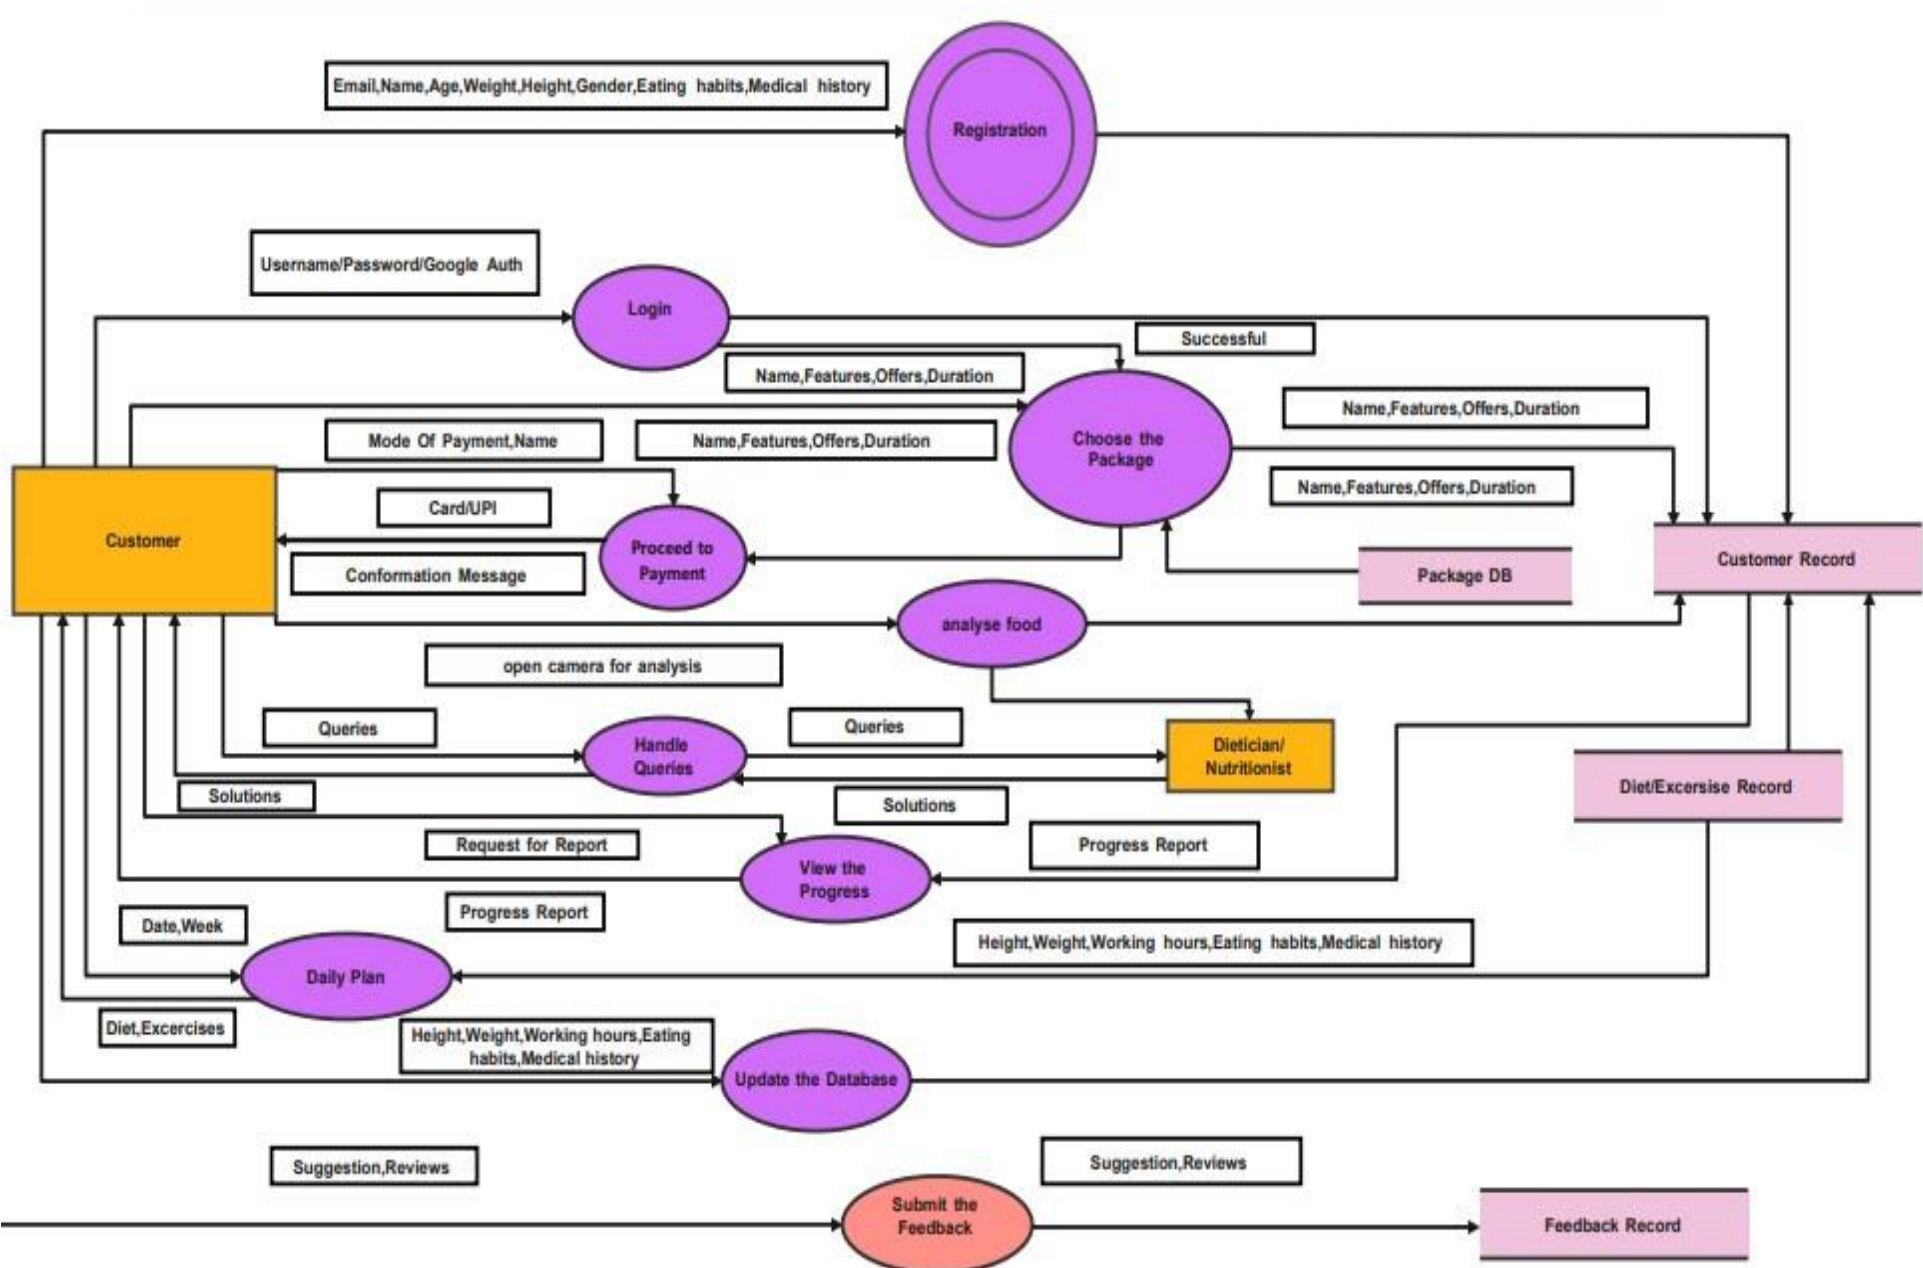 Email,Name,Age,Weight,Height,Gender,Eating habits,Medical history
Registration
Username/Password/Google Auth
Login
Successful
Name,Features,Offers,Duration
Name,Features,Offers,Duration
Mode Of Payment,Name
Name,Features,Offers,Duration
Choose the
Package
Name,Features,Offers,Duration
Card/UPI
Customer
Proceed to
Payment
Conformation Message
Package DB
Customer Record
analyse food
open camera for analysis
Queries
Queries
Handle
Queries
Dietician/
Nutritionist
Solutions
Solutions
Diet/Excersise Record
Request for Report
Progress Report
View the
Progress
Progress Report
Date,Week
Height,Weight,Working hours,Eating habits,Medical history
Daily Plan
Diet,Excercises
Height,Weight,Working hours,Eating
habits,Medical history
Update the Database
Suggestion,Reviews
Suggestion,Reviews
Submit the
Feedback
Feedback Record